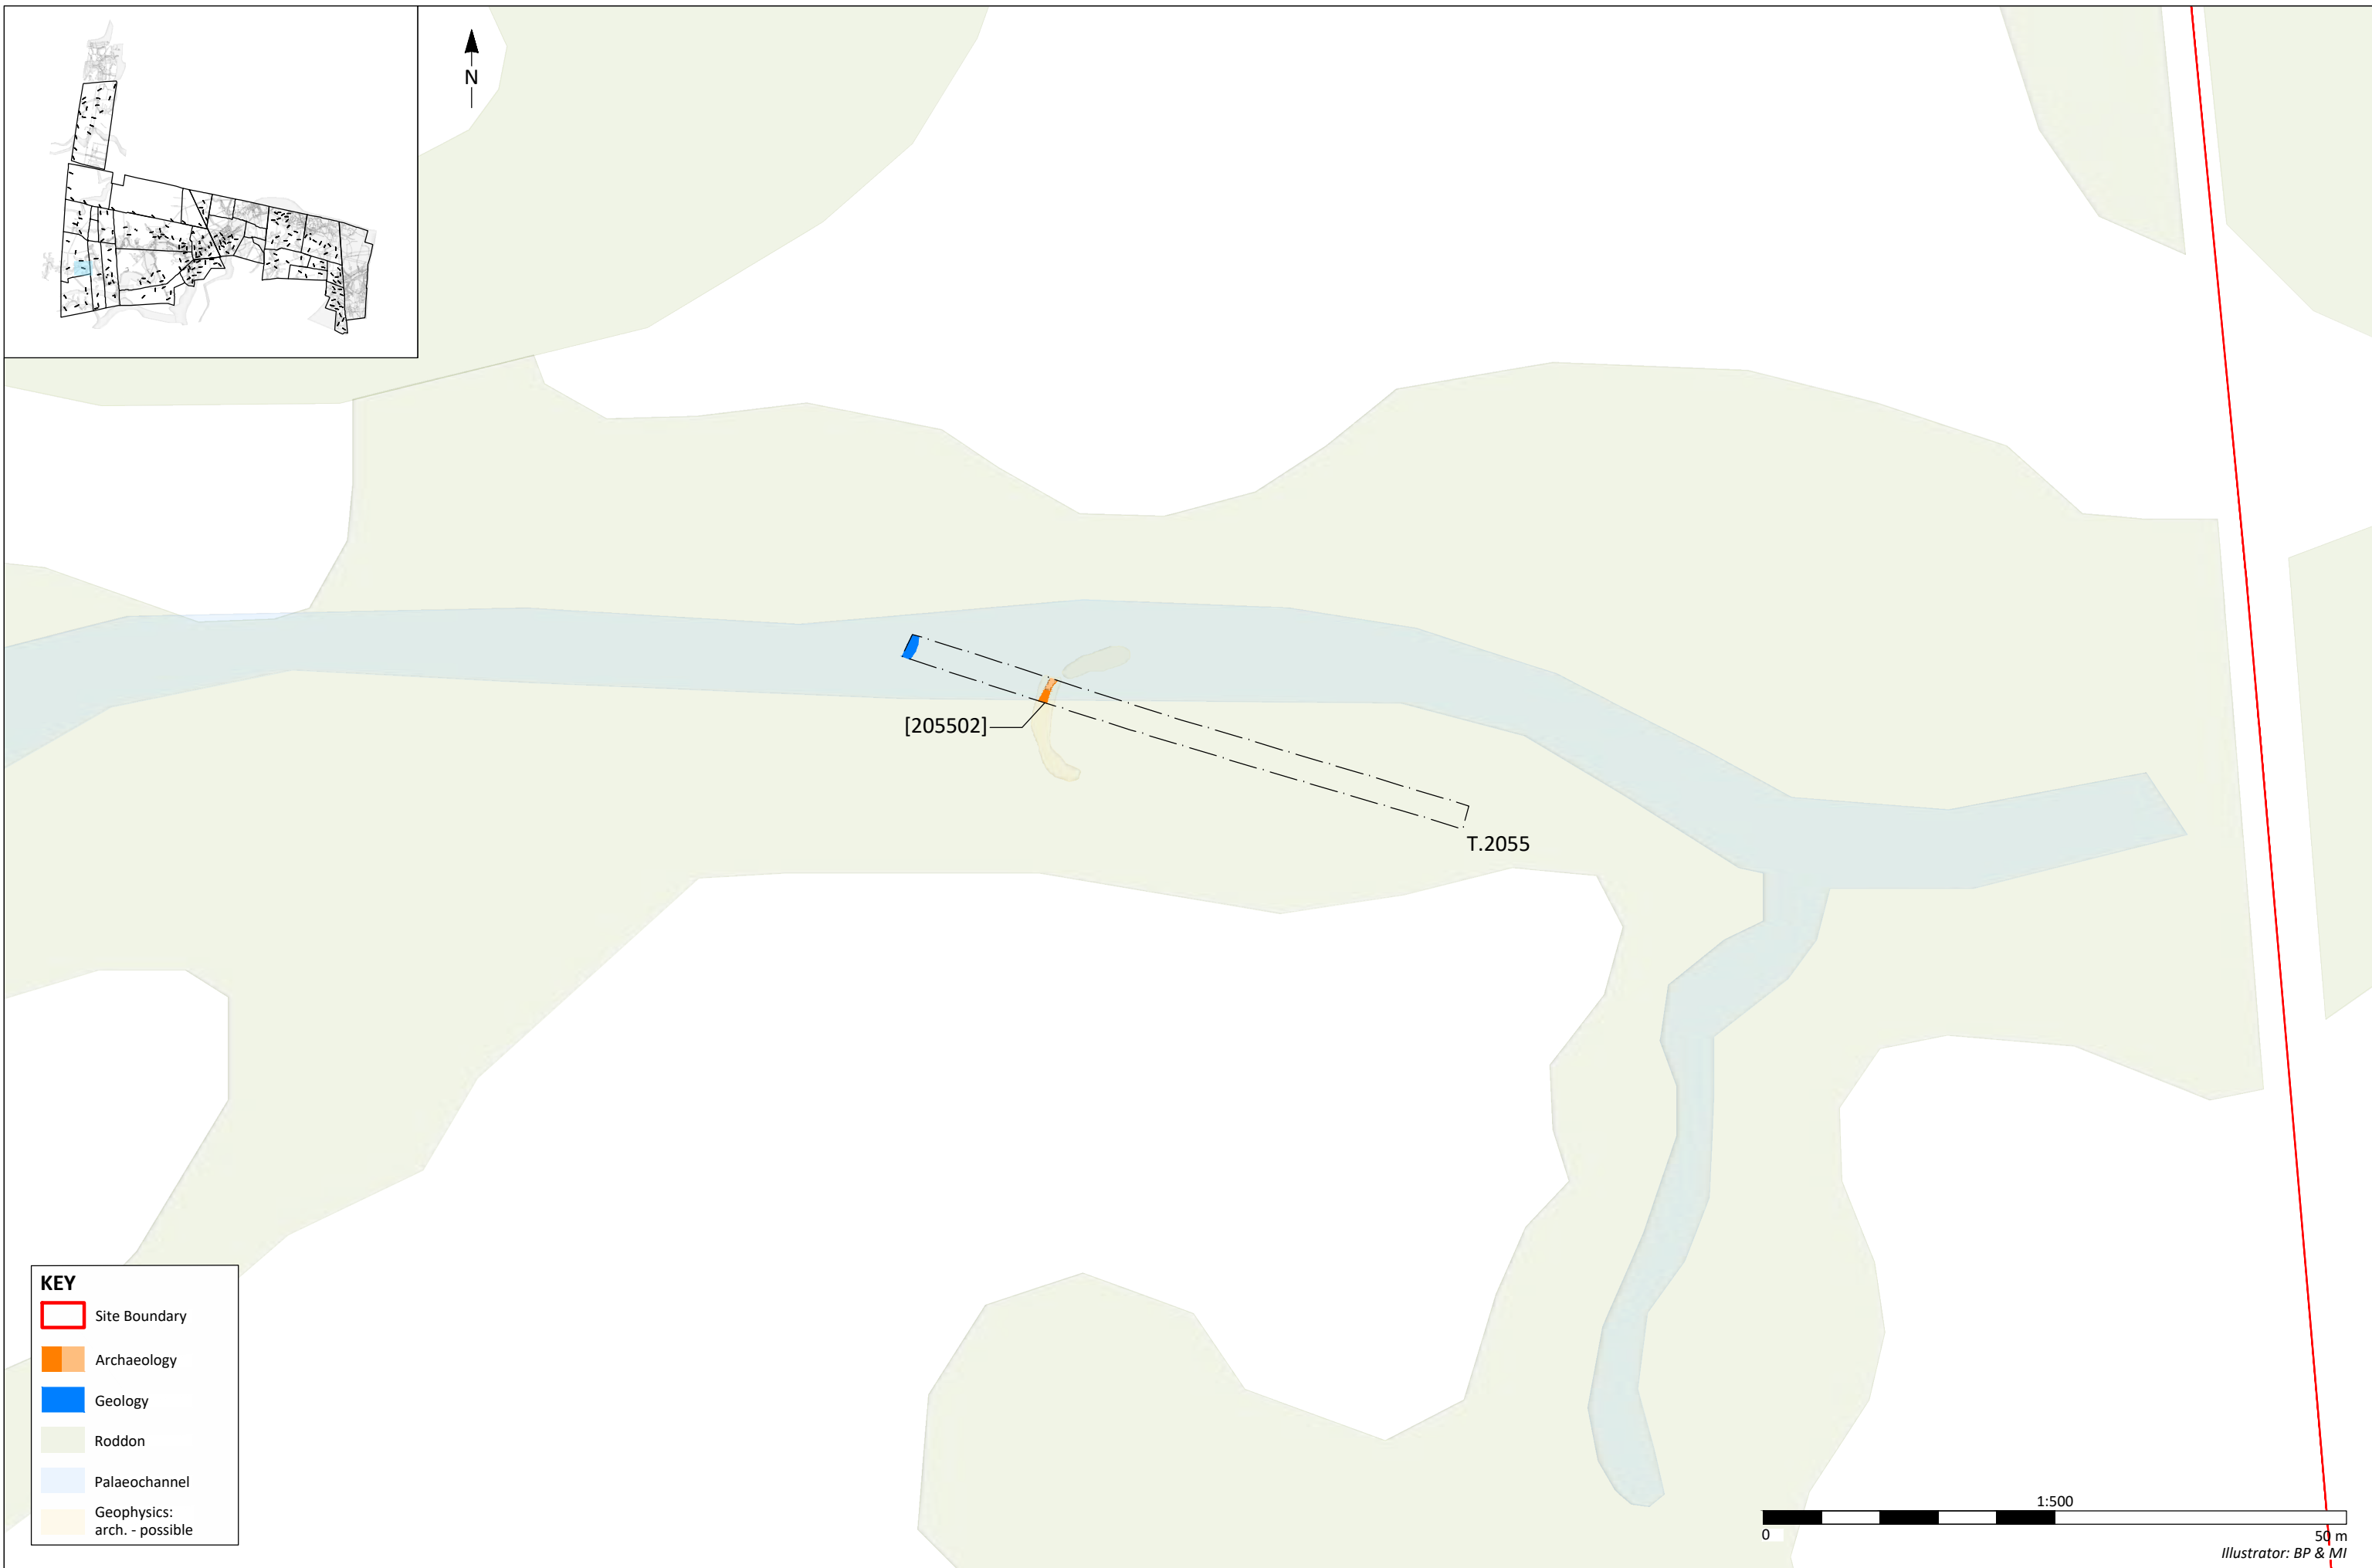 N
[205502]
T.2055
KEY
Site Boundary
Archaeology
Geology
Roddon
Palaeochannel
Geophysics:
arch. - possible
1:500
0
50 m
Illustrator: BP & MI